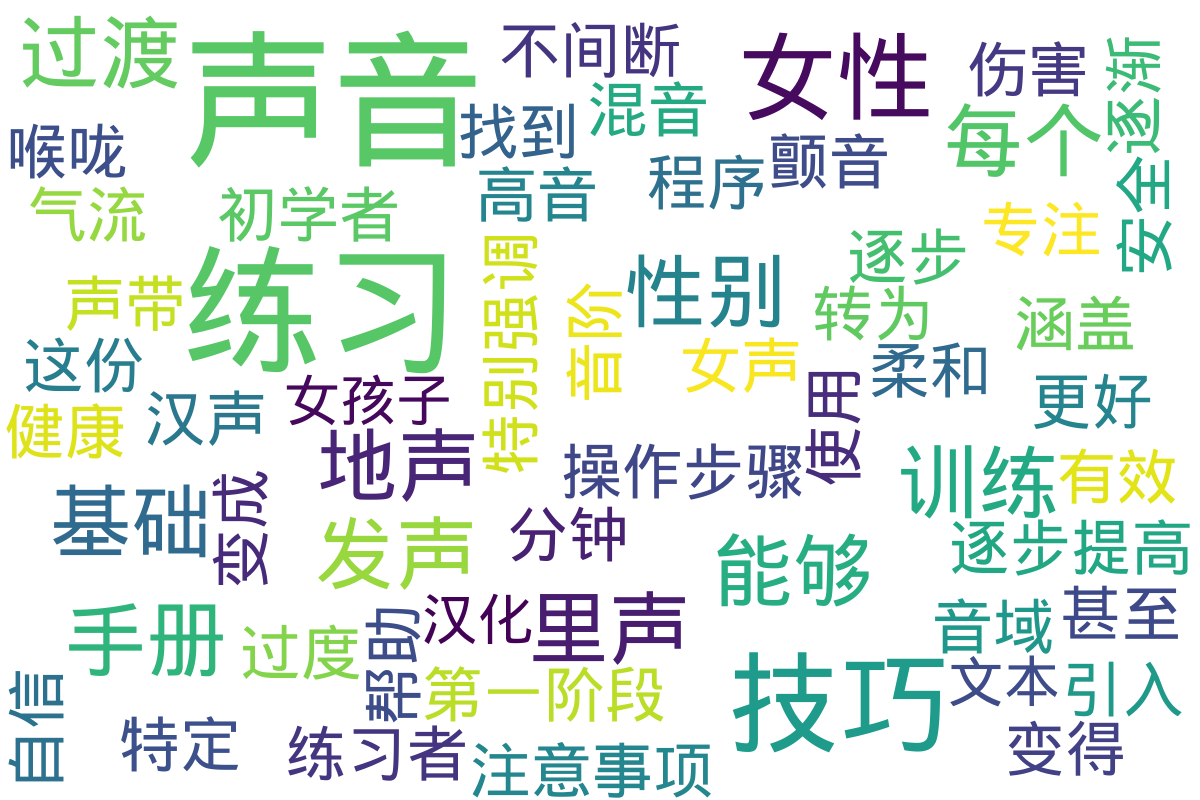 过渡
声音
不间断
女性
伤害
逐渐
喉咙
找到
混音
每个
气流
初学者
高音
程序
颤音
安全
声带
练习
特别强调
音阶
性别
逐步
专注
转为
涵盖
这份
女孩子
女声
使用
柔和
更好
健康
汉声
地声
操作步骤
训练
有效
基础
变成
发声
分钟
能够
逐步提高
手册
过度
帮助
汉化
里声
音域
甚至
自信
特定
第一阶段
技巧
文本
引入
练习者
注意事项
变得